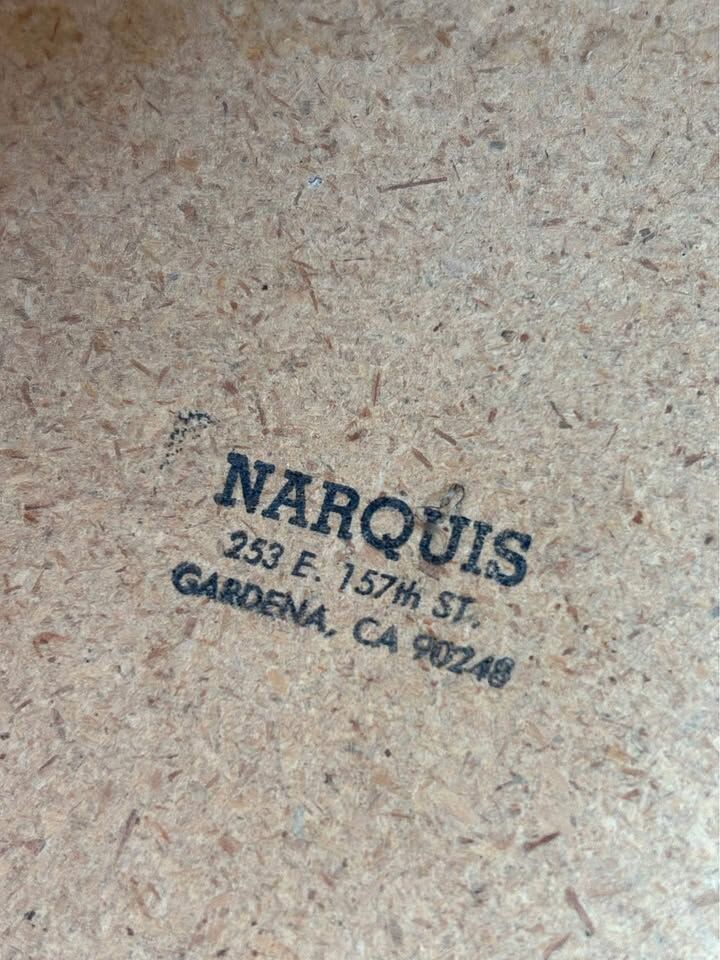 NARQUIS
253 E. 157th ST.
GARDENA, CA 90248